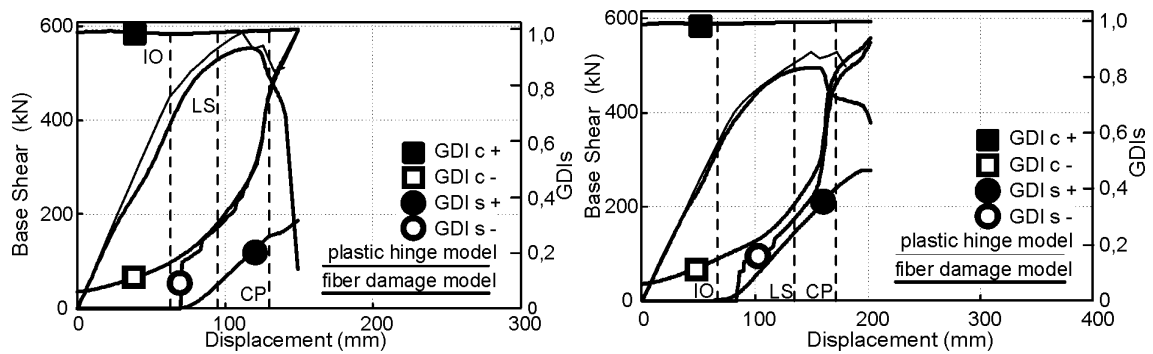 600
400
200
0
Base Shear (kN)
0
100
200
300
Displacement (mm)
1,0
0,8
0,6
0,4
0,2
0
GDIs
IO
LS
CP
GDI c +
GDI c -
GDI s +
GDI s -
plastic hinge model
fiber damage model
600
400
200
0
Base Shear (kN)
0
100
200
300
400
Displacement (mm)
1,0
0,8
0,6
0,4
0,2
0
GDIs
IO
LS
CP
GDI c +
GDI c -
GDI s +
GDI s -
plastic hinge model
fiber damage model